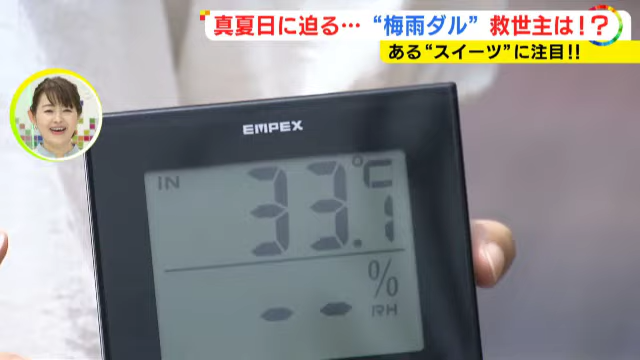 真夏日に迫る…“梅雨ダル”救世主は!?
ある“スイーツ”に注目!!
EMPEX
IN 33.1℃
%
-- RH